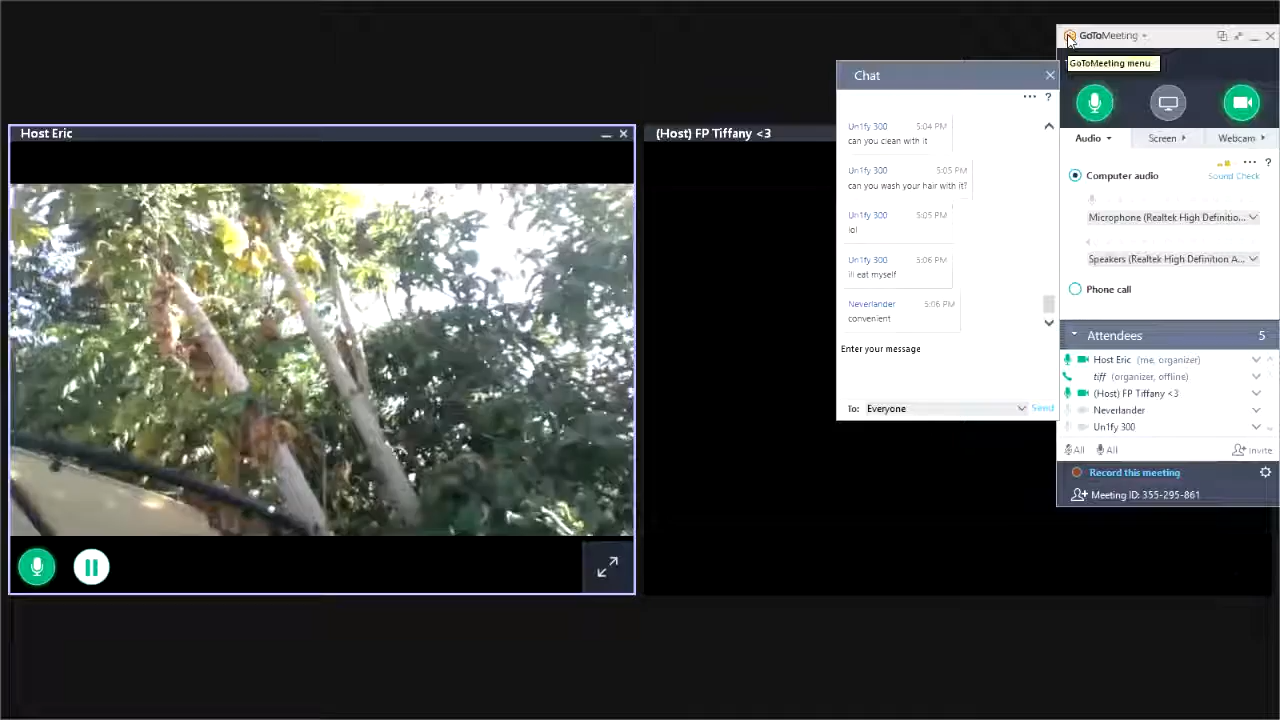 GoToMeeting
GoToMeeting menu
Chat
?
Un1fy 300 5:04 PM
can you clean with it
Un1fy 300 5:05 PM
can you wash your hair with it?
Un1fy 300 5:05 PM
lol
Un1fy 300 5:06 PM
ill eat myself
Neverlander 5:06 PM
convenient
Enter your message
To: Everyone Send
Host Eric
(Host) FP Tiffany <3
Audio Screen Webcam
?
Computer audio Sound Check
Microphone (Realtek High Definitio...
Speakers (Realtek High Definition A...
Phone call
Attendees 5
Host Eric (me, organizer)
tiff (organizer, offline)
(Host) FP Tiffany <3
Neverlander
Un1fy 300
All All Invite
Record this meeting
Meeting ID: 355-295-861